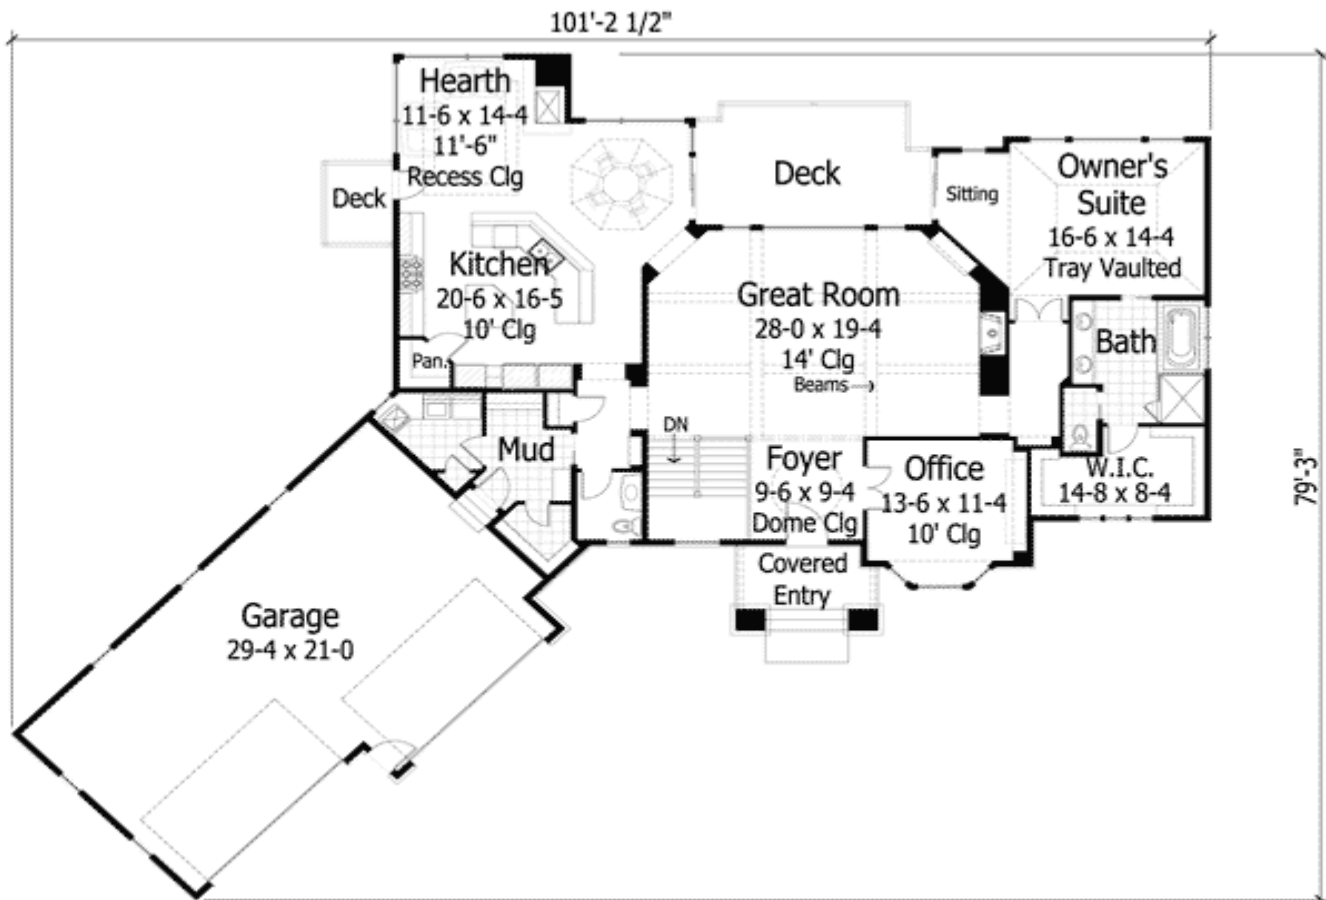 101'-2 1/2"
Hearth
11-6 x 14-4
11'-6"
Recess Clg
Deck
Deck
Sitting
Owner's
Suite
16-6 x 14-4
Tray Vaulted
Kitchen
20-6 x 16-5
10' Clg
Pan.
Great Room
28-0 x 19-4
14' Clg
Beams
Bath
Mud
DN
Foyer
9-6 x 9-4
Dome Clg
Office
13-6 x 11-4
10' Clg
W.I.C.
14-8 x 8-4
79'-3"
Covered
Entry
Garage
29-4 x 21-0